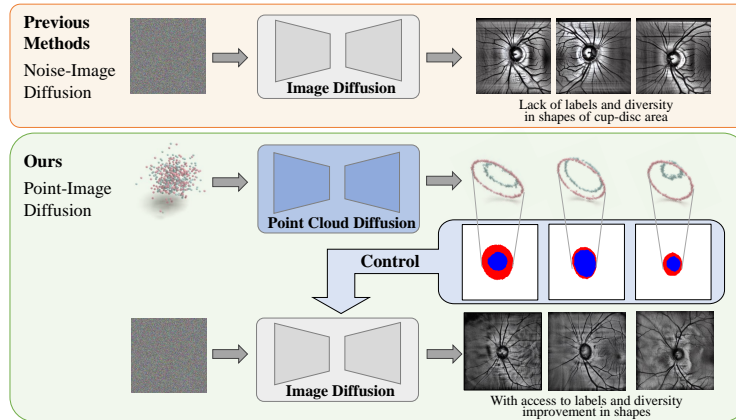 Previous
Methods
Noise-Image
Diffusion
Image Diffusion
Lack of labels and diversity
in shapes of cup-disc area
Ours
Point-Image
Diffusion
Point Cloud Diffusion
Control
Image Diffusion
With access to labels and diversity
improvement in shapes